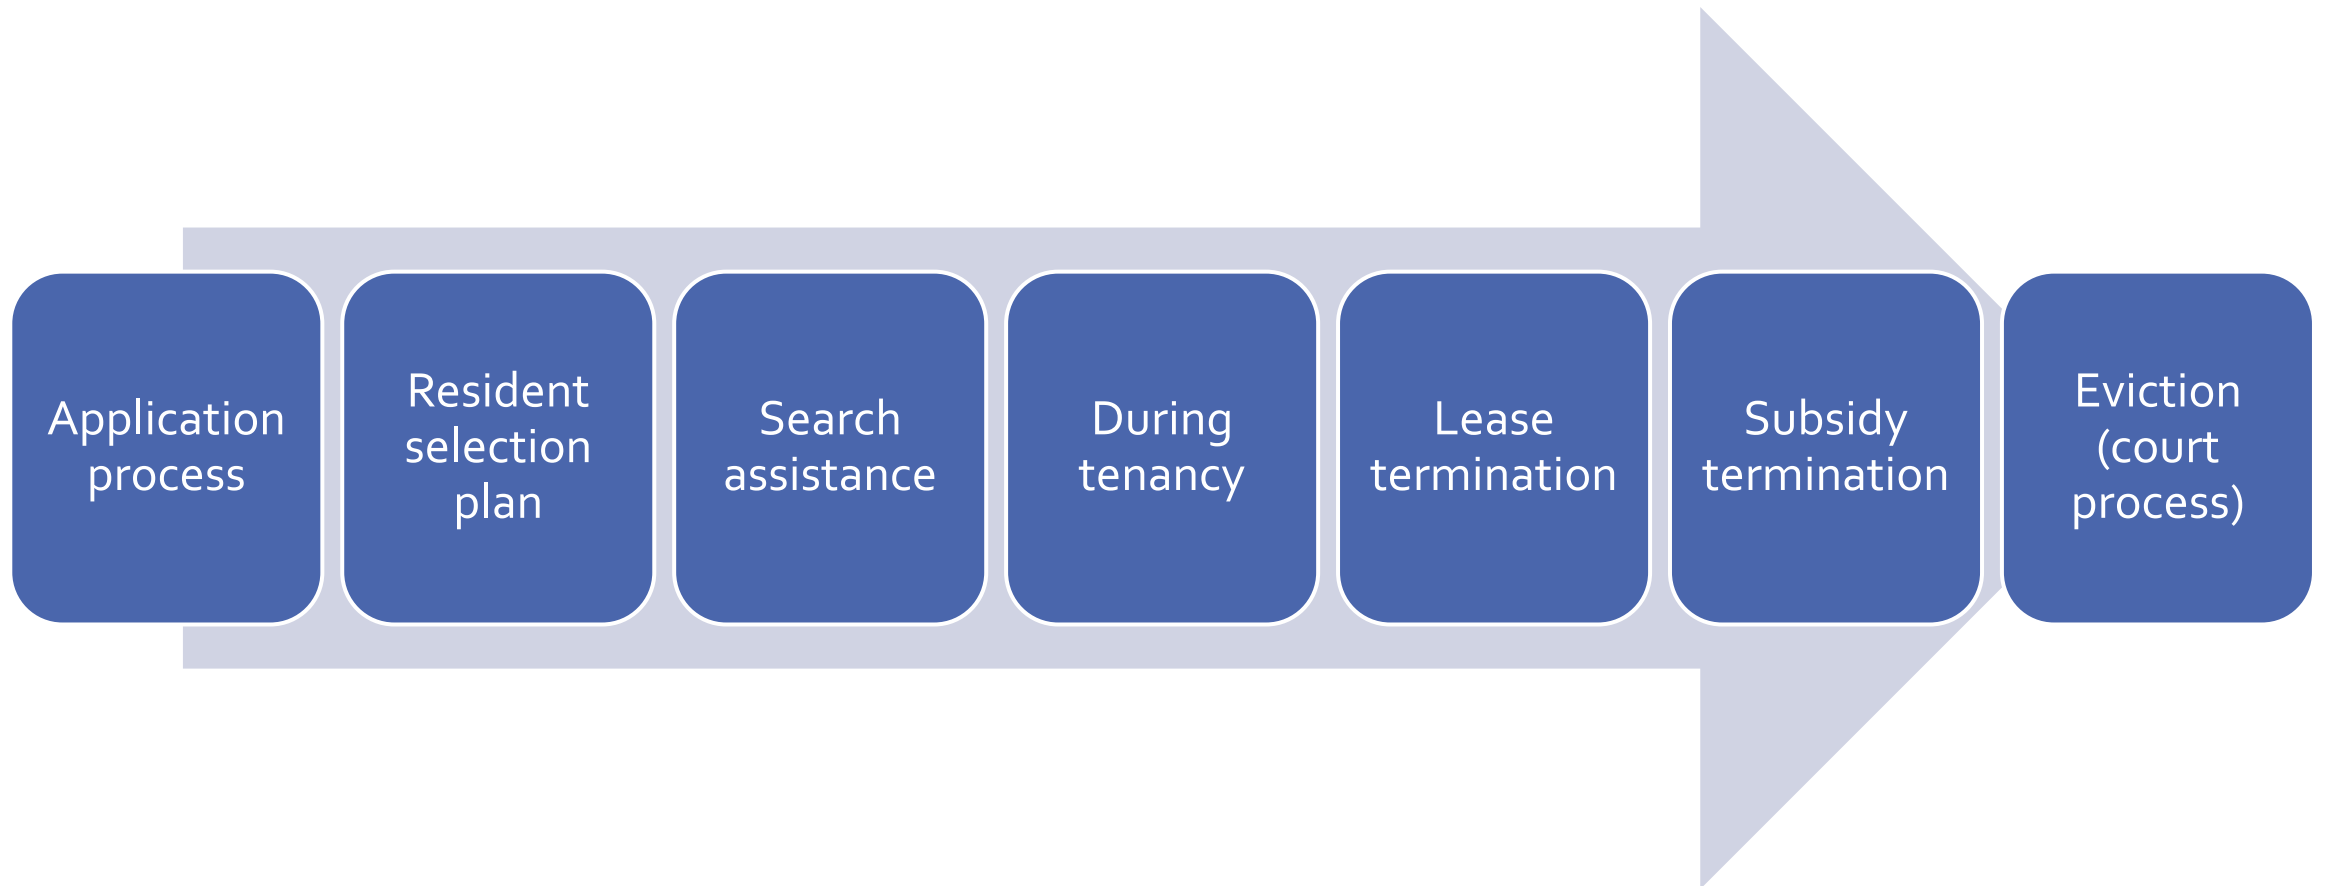 Application
process
Resident
selection
plan
Search
assistance
During
tenancy
Lease
termination
Subsidy
termination
Eviction
(court
process)